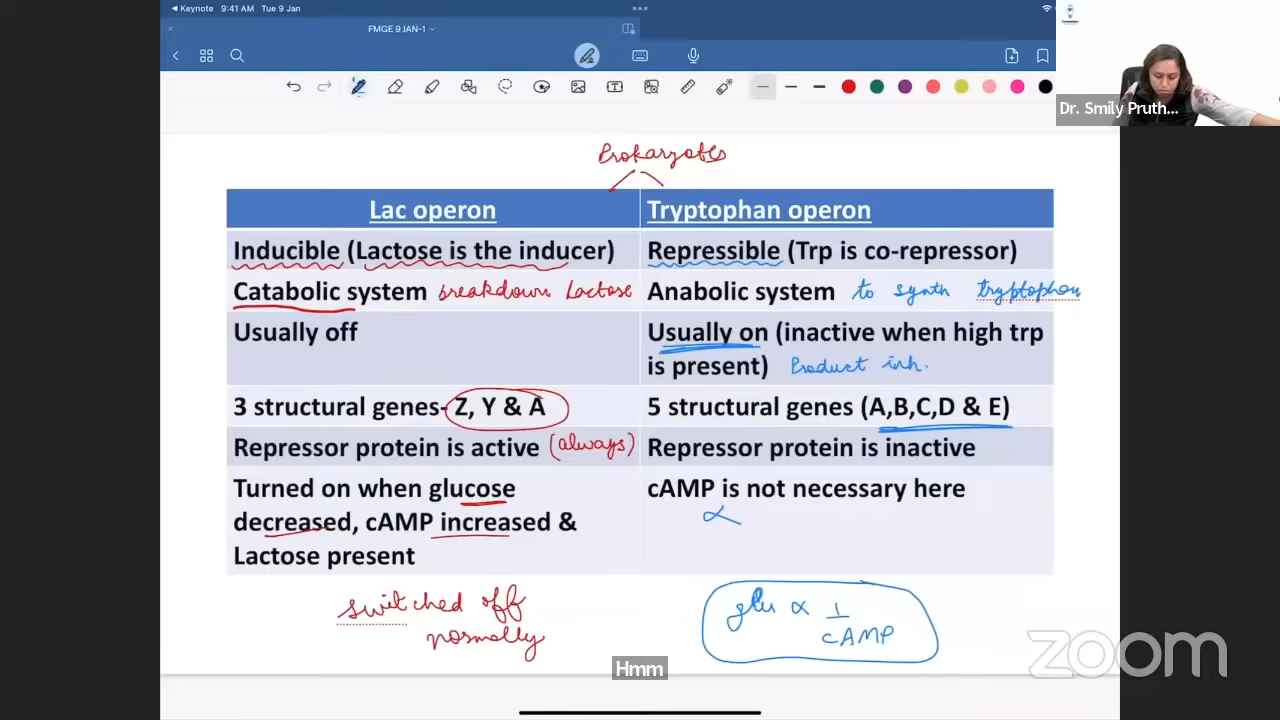 Keynote 9:41 AM Tue 9 Jan
FMGE 9 JAN-1
Dr. Smily Pruth...
Prokaryotes
Lac operon
Tryptophan operon
Inducible (Lactose is the inducer)
Repressible (Trp is co-repressor)
Catabolic system breakdown Lactose
Anabolic system to synth tryptophan
Usually off
Usually on (inactive when high trp
is present) Product inh.
3 structural genes- Z, Y & A
5 structural genes (A,B,C,D & E)
Repressor protein is active (always)
Repressor protein is inactive
Turned on when glucose
decreased, cAMP increased &
Lactose present
cAMP is not necessary here
∝
switched off
normally
glu ∝ 1
cAMP
Hmm
zoom